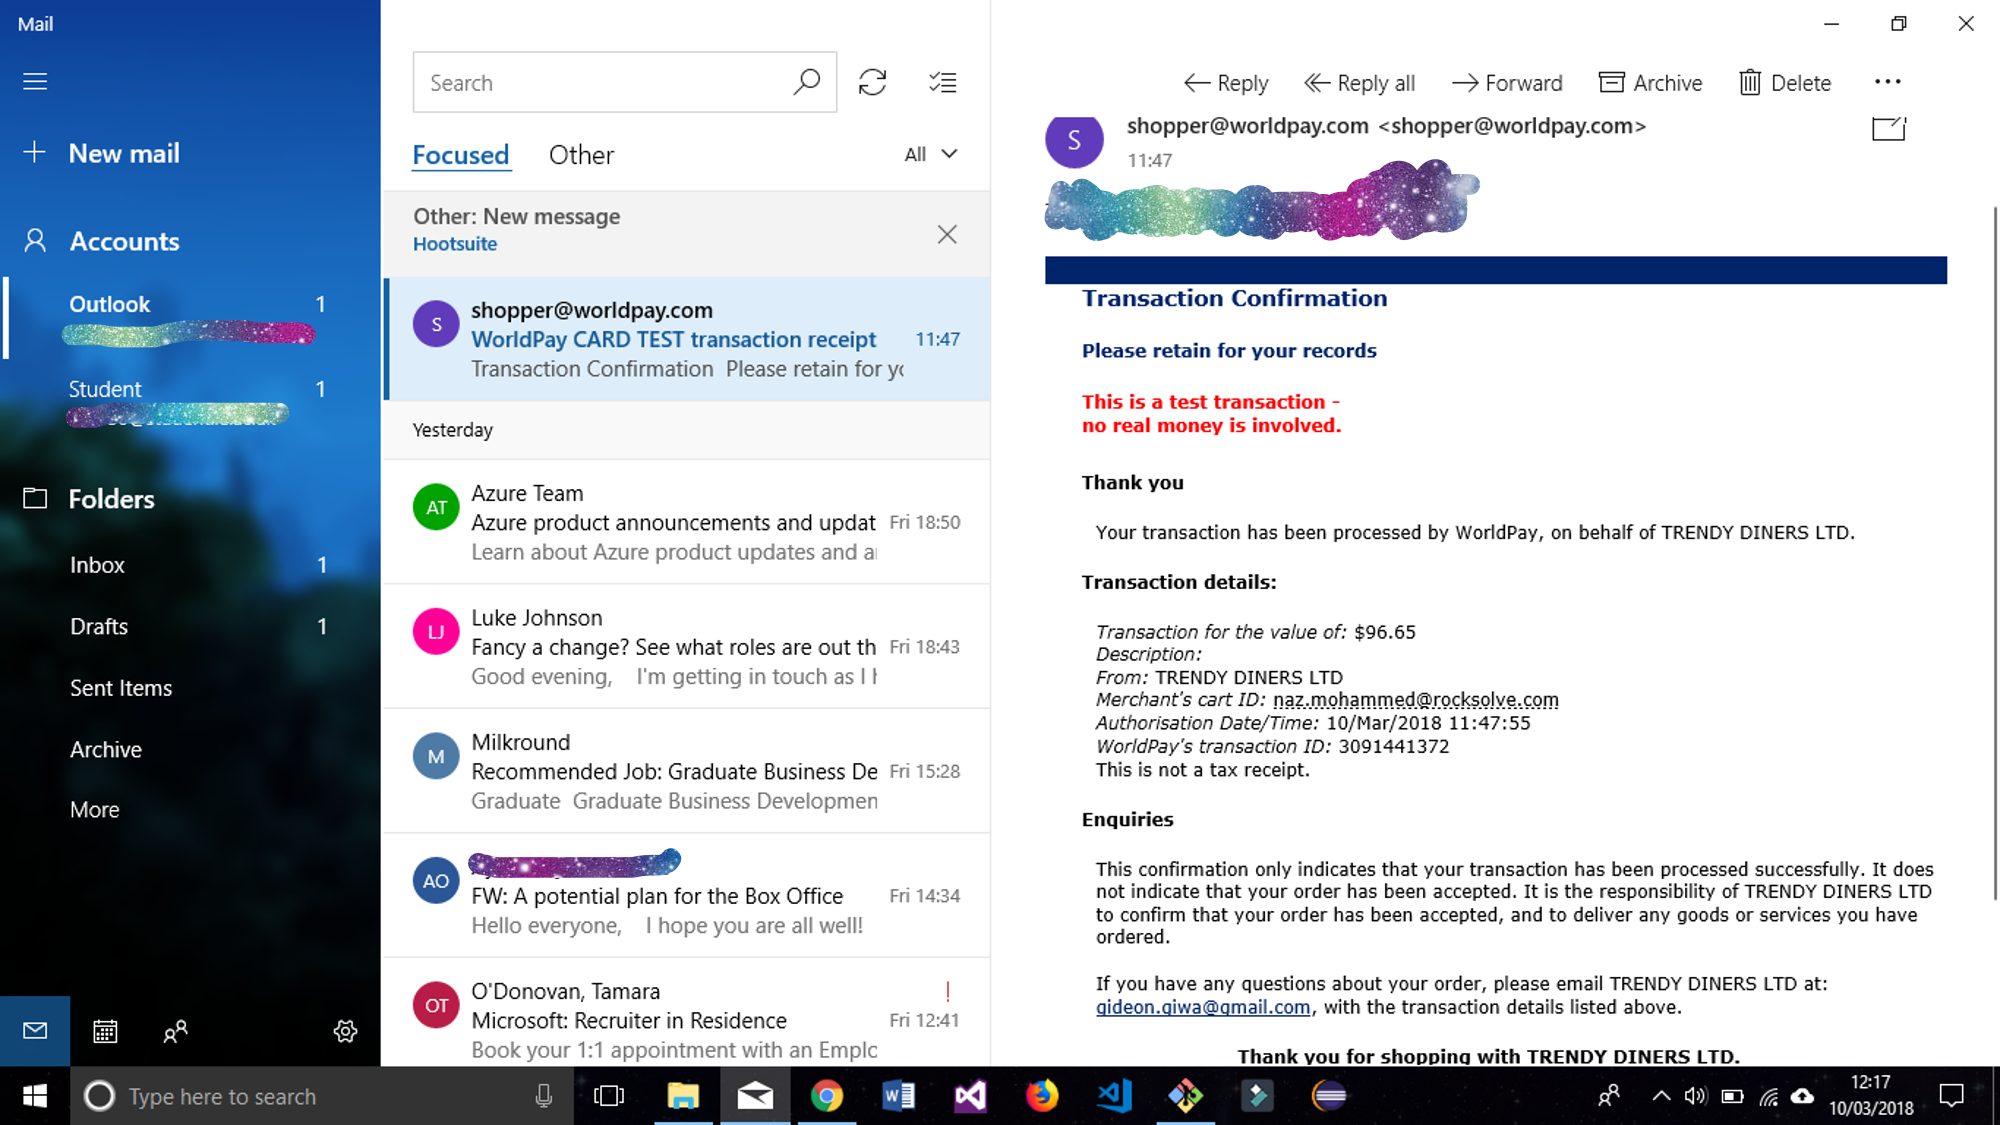 Mail
New mail
Accounts
Outlook 1
Student 1
Folders
Inbox 1
Drafts 1
Sent Items
Archive
More
Search
Focused Other All
Other: New message
Hootsuite
S
shopper@worldpay.com
WorldPay CARD TEST transaction receipt 11:47
Transaction Confirmation Please retain for yo
Yesterday
AT
Azure Team
Azure product announcements and updat Fri 18:50
Learn about Azure product updates and a
LJ
Luke Johnson
Fancy a change? See what roles are out th Fri 18:43
Good evening, I'm getting in touch as I h
M
Milkround
Recommended Job: Graduate Business De Fri 15:28
Graduate Graduate Business Developmen
AO
FW: A potential plan for the Box Office Fri 14:34
Hello everyone, I hope you are all well!
OT
O'Donovan, Tamara !
Microsoft: Recruiter in Residence Fri 12:41
Book your 1:1 appointment with an Emplo
Reply Reply all Forward Archive Delete
S
shopper@worldpay.com <shopper@worldpay.com>
11:47
Transaction Confirmation
Please retain for your records
This is a test transaction -
no real money is involved.
Thank you
Your transaction has been processed by WorldPay, on behalf of TRENDY DINERS LTD.
Transaction details:
Transaction for the value of: $96.65
Description:
From: TRENDY DINERS LTD
Merchant's cart ID: naz.mohammed@rocksolve.com
Authorisation Date/Time: 10/Mar/2018 11:47:55
WorldPay's transaction ID: 3091441372
This is not a tax receipt.
Enquiries
This confirmation only indicates that your transaction has been processed successfully. It does
not indicate that your order has been accepted. It is the responsibility of TRENDY DINERS LTD
to confirm that your order has been accepted, and to deliver any goods or services you have
ordered.
If you have any questions about your order, please email TRENDY DINERS LTD at:
gideon.giwa@gmail.com, with the transaction details listed above.
Thank you for shopping with TRENDY DINERS LTD.
Type here to search
12:17
10/03/2018